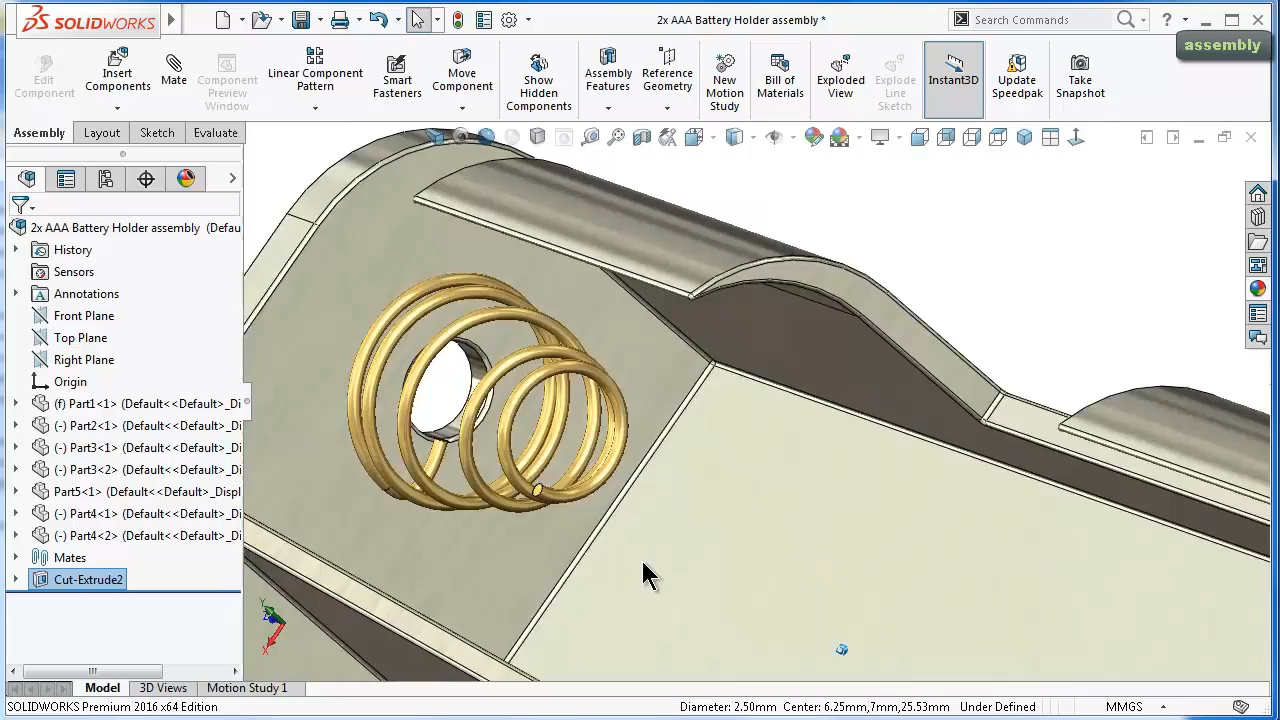 SOLIDWORKS
2x AAA Battery Holder assembly *
Search Commands
?
assembly
Edit Component
Insert Components
Mate
Component Preview Window
Linear Component Pattern
Smart Fasteners
Move Component
Show Hidden Components
Assembly Features
Reference Geometry
New Motion Study
Bill of Materials
Exploded View
Explode Line Sketch
Instant3D
Update Speedpak
Take Snapshot
Assembly
Layout
Sketch
Evaluate
2x AAA Battery Holder assembly (Defau
History
Sensors
Annotations
Front Plane
Top Plane
Right Plane
Origin
(f) Part1<1> (Default<<Default>_Di
(-) Part2<1> (Default<<Default>_Di
(-) Part3<1> (Default<<Default>_Di
(-) Part3<2> (Default<<Default>_Di
Part5<1> (Default<<Default>_Displ
(-) Part4<1> (Default<<Default>_Di
(-) Part4<2> (Default<<Default>_Di
Mates
Cut-Extrude2
Model
3D Views
Motion Study 1
SOLIDWORKS Premium 2016 x64 Edition
Diameter: 2.50mm Center: 6.25mm,7mm,25.53mm
Under Defined
MMGS